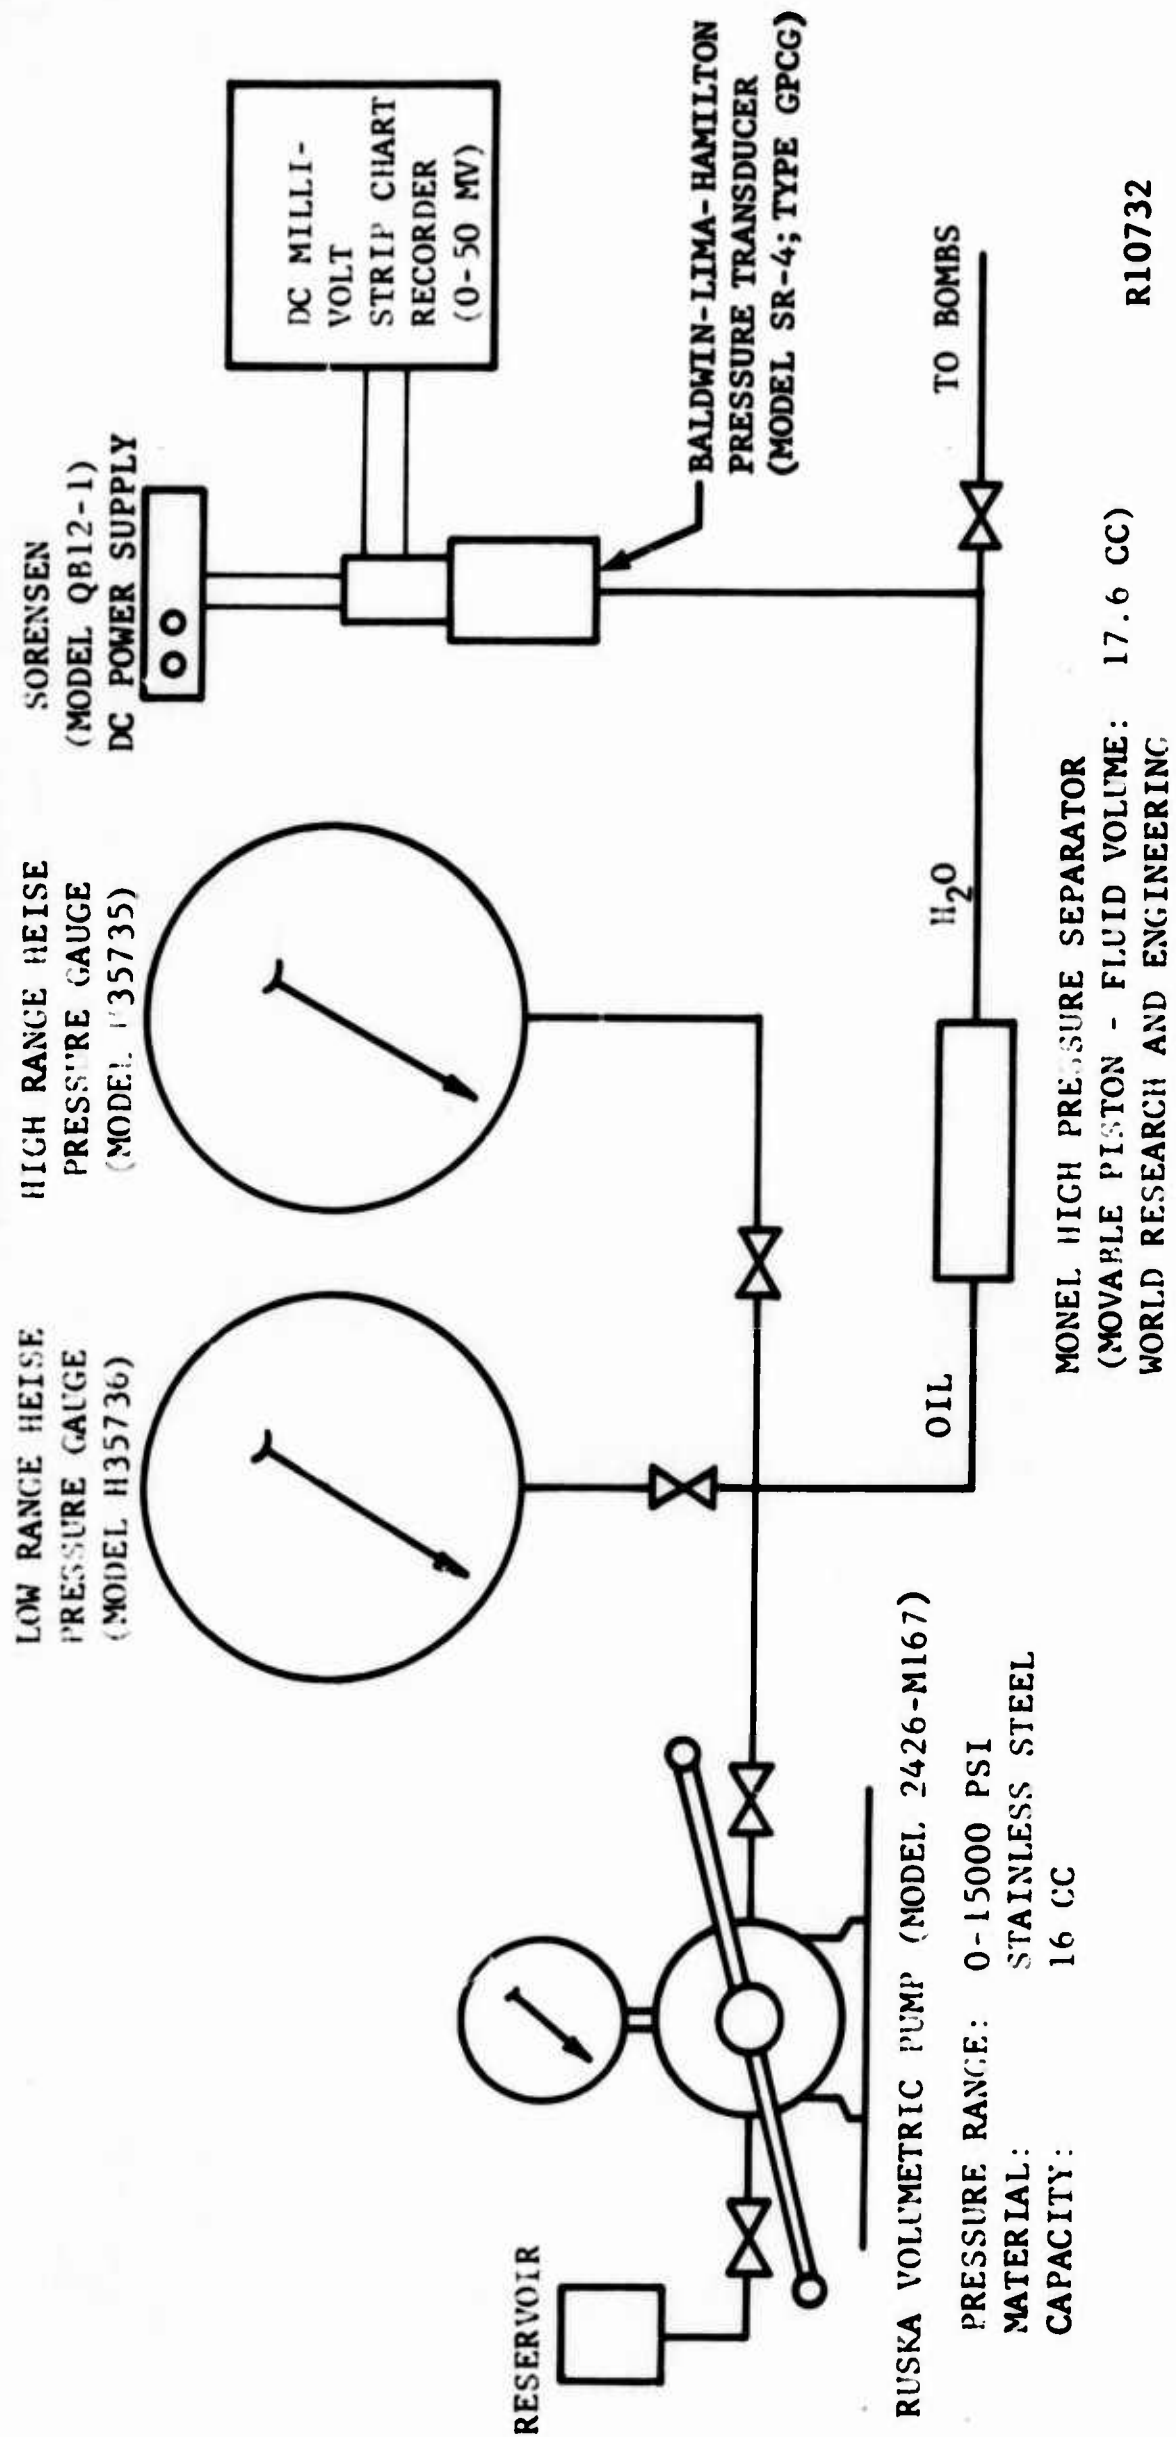 LOW RANGE HEISE
PRESSURE GAUGE
(MODEL H35736)
HIGH RANGE HEISE
PRESSURE GAUGE
(MODEL 35735)
SORENSEN
(MODEL QB12-1)
DC POWER SUPPLY
DC MILLI-
VOLT
STRIP CHART
RECORDER
(0-50 MV)
BALDWIN-LIMA-HAMILTON
PRESSURE TRANSDUCER
(MODEL SR-4; TYPE GPCG)
RESERVOIR
OIL
H2O
TO BOMBS
RUSKA VOLUMETRIC PUMP (MODEL 2426-M167)
PRESSURE RANGE: 0-15000 PSI
MATERIAL: STAINLESS STEEL
CAPACITY: 16 CC
MONEL HIGH PRESSURE SEPARATOR
(MOVABLE PISTON - FLUID VOLUME: 17.6 CC)
WORLD RESEARCH AND ENGINEERING
R10732